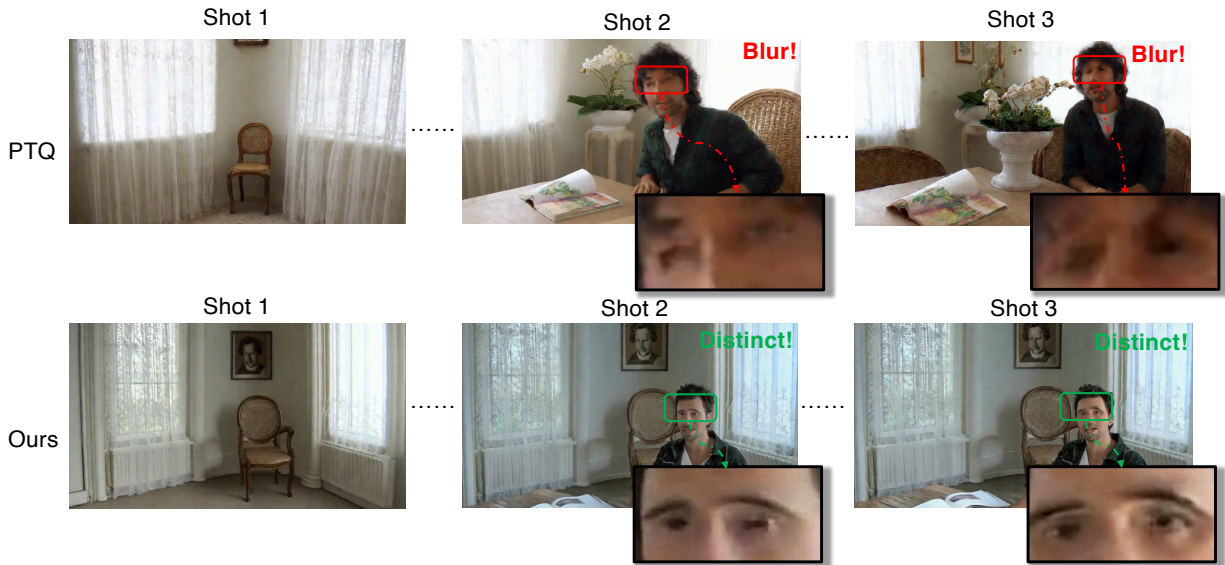 Shot 1
Shot 2
Shot 3
PTQ
Blur!
Blur!
......
......
Shot 1
Shot 2
Shot 3
Ours
Distinct!
Distinct!
......
......